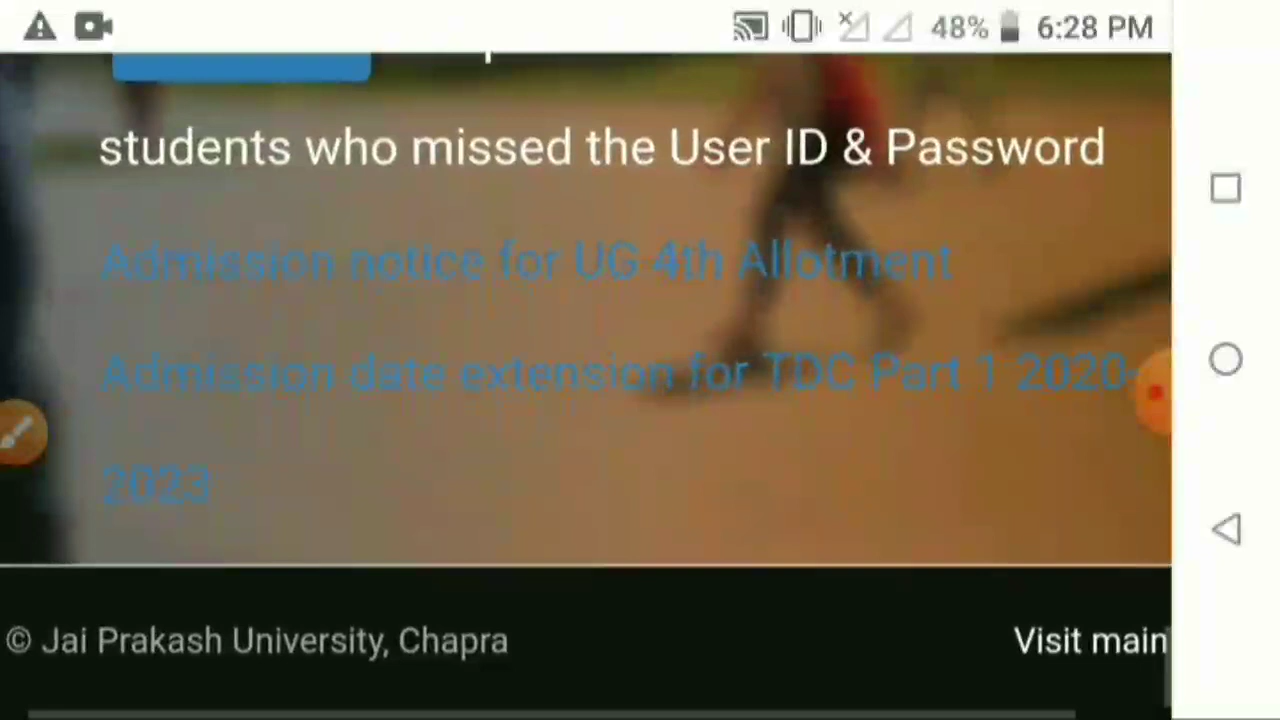 48% 6:28 PM
students who missed the User ID & Password
Admission notice for UG 4th Allotment
Admission date extension for TDC Part 1 2020-
2023
© Jai Prakash University, Chapra
Visit main